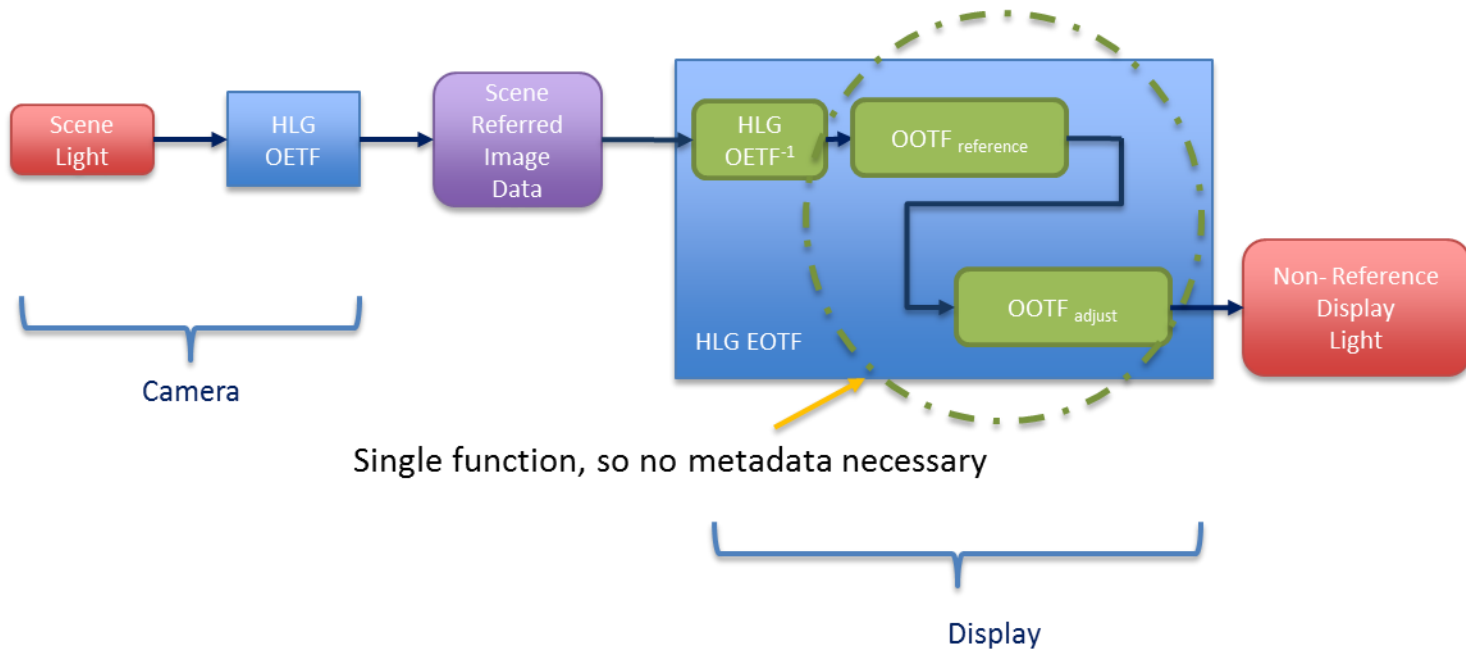 Scene
Light
HLG
OETF
Scene
Referred
Image
Data
HLG
OETF-1
OOTF reference
OOTF adjust
HLG EOTF
Non- Reference
Display
Light
Camera
Single function, so no metadata necessary
Display